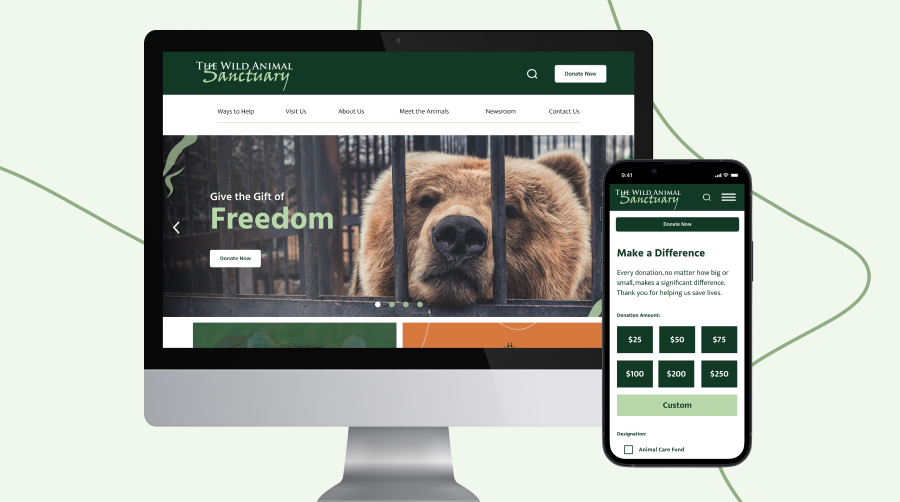 The Wild Animal
Sanctuary
Donate Now
Ways to Help
Visit Us
About Us
Meet the Animals
Newsroom
Contact Us
Give the Gift of
Freedom
Donate Now
9:41
The Wild Animal
Sanctuary
Donate Now
Make a Difference
Every donation, no matter how big or
small, makes a significant difference.
Thank you for helping us save lives.
Donation Amount:
$25
$50
$75
$100
$200
$250
Custom
Designation:
Animal Care Fund